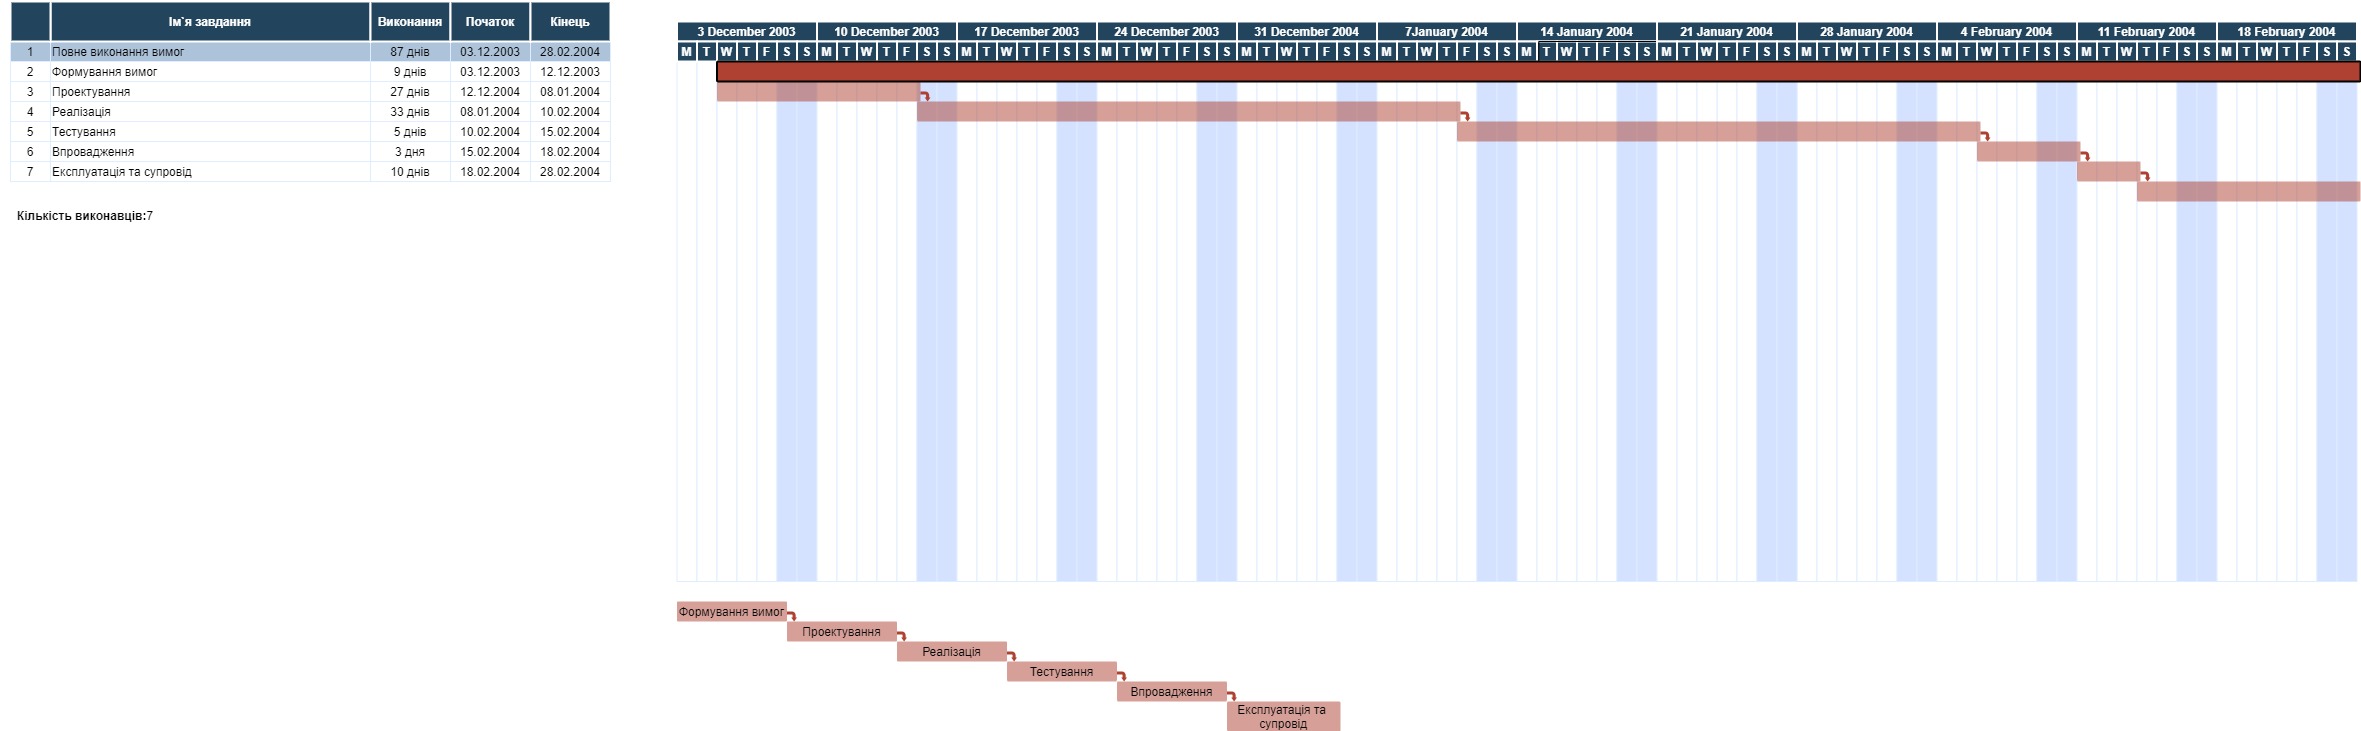 Ім`я завдання Виконання Початок Кінець
1 Повне виконання вимог 87 днів 03.12.2003 28.02.2004
2 Формування вимог 9 днів 03.12.2003 12.12.2003
3 Проектування 27 днів 12.12.2004 08.01.2004
4 Реалізація 33 днів 08.01.2004 10.02.2004
5 Тестування 5 днів 10.02.2004 15.02.2004
6 Впровадження 3 дня 15.02.2004 18.02.2004
7 Експлуатація та супровід 10 днів 18.02.2004 28.02.2004
Кількість виконавців:7
3 December 2003 10 December 2003 17 December 2003 24 December 2003 31 December 2004 7January 2004 14 January 2004 21 January 2004 28 January 2004 4 February 2004 11 February 2004 18 February 2004
M T W T F S S M T W T F S S M T W T F S S M T W T F S S M T W T F S S M T W T F S S M T W T F S S M T W T F S S M T W T F S S M T W T F S S M T W T F S S M T W T F S S
Формування вимог
Проектування
Реалізація
Тестування
Впровадження
Експлуатація та
супровід